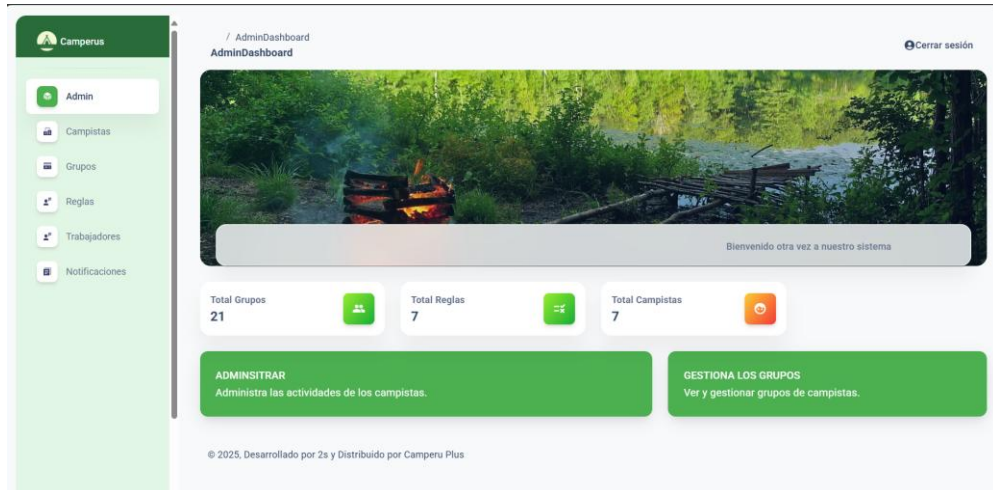 Camperus
Admin
Campistas
Grupos
Reglas
Trabajadores
Notificaciones
/ AdminDashboard
AdminDashboard
Cerrar sesión
Bienvenido otra vez a nuestro sistema
Total Grupos
21
Total Reglas
7
Total Campistas
7
ADMINSITRAR
Administra las actividades de los campistas.
GESTIONA LOS GRUPOS
Ver y gestionar grupos de campistas.
© 2025, Desarrollado por 2s y Distribuido por Camperu Plus